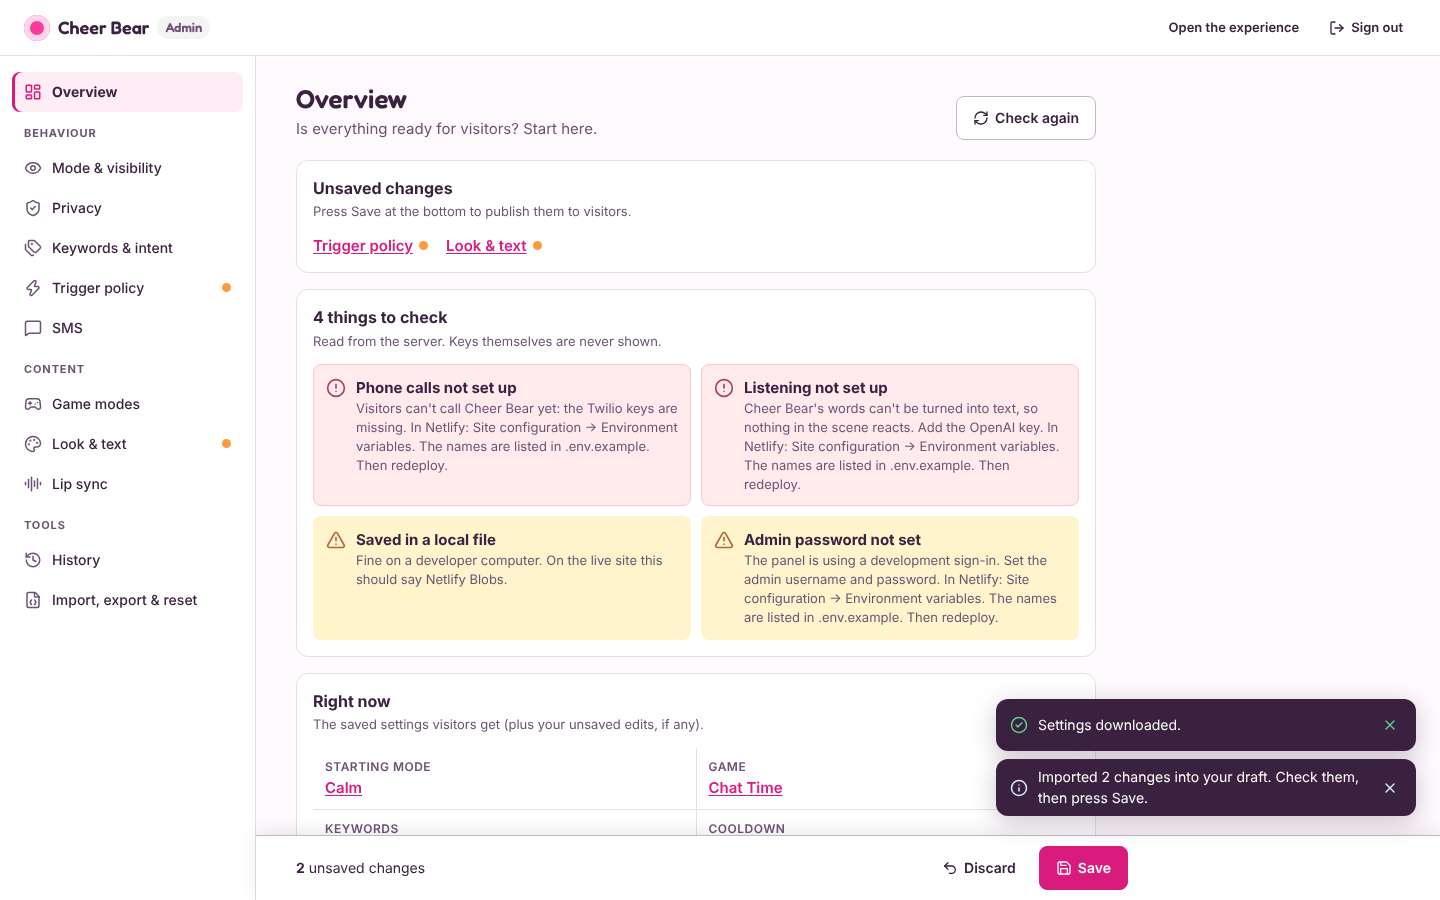 Cheer Bear Admin
Open the experience
Sign out
Overview
BEHAVIOUR
Mode & visibility
Privacy
Keywords & intent
Trigger policy
SMS
CONTENT
Game modes
Look & text
Lip sync
TOOLS
History
Import, export & reset
Overview
Is everything ready for visitors? Start here.
Check again
Unsaved changes
Press Save at the bottom to publish them to visitors.
Trigger policy Look & text
4 things to check
Read from the server. Keys themselves are never shown.
Phone calls not set up
Visitors can't call Cheer Bear yet: the Twilio keys are
missing. In Netlify: Site configuration → Environment
variables. The names are listed in .env.example.
Then redeploy.
Listening not set up
Cheer Bear's words can't be turned into text, so
nothing in the scene reacts. Add the OpenAI key. In
Netlify: Site configuration → Environment variables.
The names are listed in .env.example. Then
redeploy.
Saved in a local file
Fine on a developer computer. On the live site this
should say Netlify Blobs.
Admin password not set
The panel is using a development sign-in. Set the
admin username and password. In Netlify: Site
configuration → Environment variables. The names
are listed in .env.example. Then redeploy.
Right now
The saved settings visitors get (plus your unsaved edits, if any).
STARTING MODE
Calm
GAME
Chat Time
KEYWORDS
COOLDOWN
Settings downloaded.
Imported 2 changes into your draft. Check them,
then press Save.
2 unsaved changes
Discard
Save